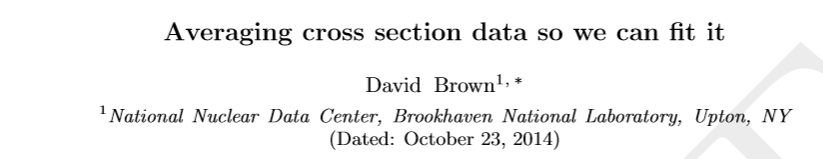 Averaging cross section data so we can fit it
David Brown¹, *
¹National Nuclear Data Center, Brookhaven National Laboratory, Upton, NY
(Dated: October 23, 2014)